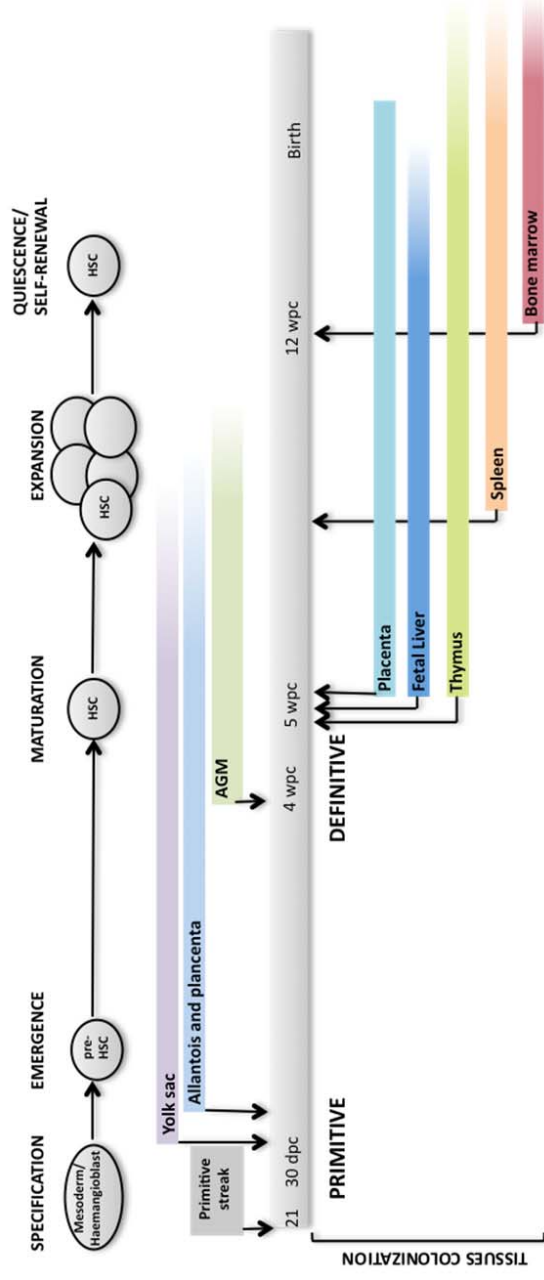 SPECIFICATION
EMERGENCE
MATURATION
EXPANSION
QUIESCENCE/
SELF-RENEWAL
Mesoderm/
Haemangioblast
pre-
HSC
HSC
HSC
HSC
Yolk sac
Allantois and plancenta
Primitive
streak
AGM
21
30 dpc
4 wpc
5 wpc
12 wpc
Birth
PRIMITIVE
DEFINITIVE
TISSUES COLONIZATION
Placenta
Fetal Liver
Thymus
Spleen
Bone marrow